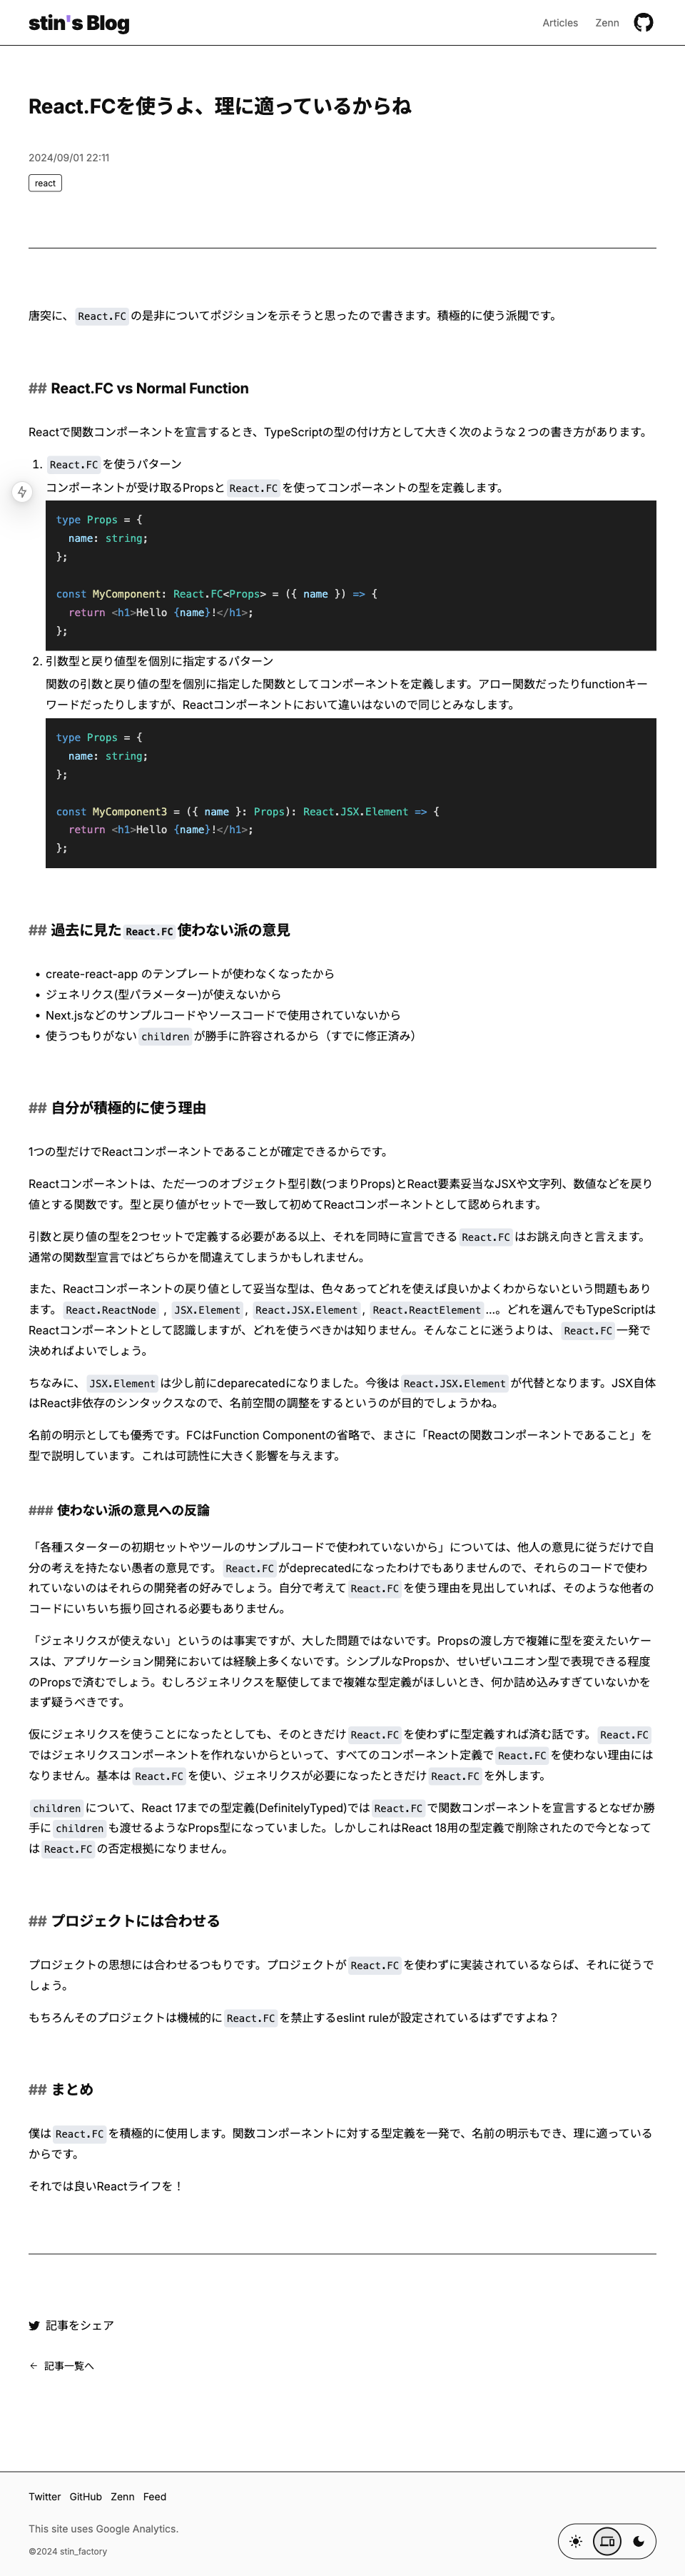 stin's Blog
Articles Zenn
React.FCを使うよ、理に適っているからね
2024/09/01 22:11
react
唐突に、 React.FC の是非についてポジションを示そうと思ったので書きます。積極的に使う派閥です。
## React.FC vs Normal Function
Reactで関数コンポーネントを宣言するとき、TypeScriptの型の付け方として大きく次のような２つの書き方があります。
1. React.FC を使うパターン
コンポーネントが受け取るPropsと React.FC を使ってコンポーネントの型を定義します。
type Props = {
  name: string;
};
const MyComponent: React.FC<Props> = ({ name }) => {
  return <h1>Hello {name}!</h1>;
};
2. 引数型と戻り値型を個別に指定するパターン
関数の引数と戻り値の型を個別に指定した関数としてコンポーネントを定義します。アロー関数だったりfunctionキー
ワードだったりしますが、Reactコンポーネントにおいて違いはないので同じとみなします。
type Props = {
  name: string;
};
const MyComponent3 = ({ name }: Props): React.JSX.Element => {
  return <h1>Hello {name}!</h1>;
};
## 過去に見た React.FC 使わない派の意見
• create-react-app のテンプレートが使わなくなったから
• ジェネリクス(型パラメーター)が使えないから
• Next.jsなどのサンプルコードやソースコードで使用されていないから
• 使うつもりがない children が勝手に許容されるから（すでに修正済み）
## 自分が積極的に使う理由
1つの型だけでReactコンポーネントであることが確定できるからです。
Reactコンポーネントは、ただ一つのオブジェクト型引数(つまりProps)とReact要素妥当なJSXや文字列、数値などを戻り
値とする関数です。型と戻り値がセットで一致して初めてReactコンポーネントとして認められます。
引数と戻り値の型を2つセットで定義する必要がある以上、それを同時に宣言できる React.FC はお誂え向きと言えます。
通常の関数型宣言ではどちらかを間違えてしまうかもしれません。
また、Reactコンポーネントの戻り値として妥当な型は、色々あってどれを使えば良いかよくわからないという問題もあり
ます。 React.ReactNode , JSX.Element , React.JSX.Element , React.ReactElement ...。どれを選んでもTypeScriptは
Reactコンポーネントとして認識しますが、どれを使うべきかは知りません。そんなことに迷うよりは、 React.FC 一発で
決めればよいでしょう。
ちなみに、 JSX.Element は少し前にdeparecatedになりました。今後は React.JSX.Element が代替となります。JSX自体
はReact非依存のシンタックスなので、名前空間の調整をするというのが目的でしょうかね。
名前の明示としても優秀です。FCはFunction Componentの省略で、まさに「Reactの関数コンポーネントであること」を
型で説明しています。これは可読性に大きく影響を与えます。
### 使わない派の意見への反論
「各種スターターの初期セットやツールのサンプルコードで使われていないから」については、他人の意見に従うだけで自
分の考えを持たない愚者の意見です。 React.FC がdeprecatedになったわけでもありませんので、それらのコードで使わ
れていないのはそれらの開発者の好みでしょう。自分で考えて React.FC を使う理由を見出していれば、そのような他者の
コードにいちいち振り回される必要もありません。
「ジェネリクスが使えない」というのは事実ですが、大した問題ではないです。Propsの渡し方で複雑に型を変えたいケー
スは、アプリケーション開発においては経験上多くないです。シンプルなPropsか、せいぜいユニオン型で表現できる程度
のPropsで済むでしょう。むしろジェネリクスを駆使してまで複雑な型定義がほしいとき、何か詰め込みすぎていないかを
まず疑うべきです。
仮にジェネリクスを使うことになったとしても、そのときだけ React.FC を使わずに型定義すれば済む話です。 React.FC
ではジェネリクスコンポーネントを作れないからといって、すべてのコンポーネント定義で React.FC を使わない理由には
なりません。基本は React.FC を使い、ジェネリクスが必要になったときだけ React.FC を外します。
children について、React 17までの型定義(DefinitelyTyped)では React.FC で関数コンポーネントを宣言するとなぜか勝
手に children も渡せるようなProps型になっていました。しかしこれはReact 18用の型定義で削除されたので今となって
は React.FC の否定根拠になりません。
## プロジェクトには合わせる
プロジェクトの思想には合わせるつもりです。プロジェクトが React.FC を使わずに実装されているならば、それに従うで
しょう。
もちろんそのプロジェクトは機械的に React.FC を禁止するeslint ruleが設定されているはずですよね？
## まとめ
僕は React.FC を積極的に使用します。関数コンポーネントに対する型定義を一発で、名前の明示もでき、理に適っている
からです。
それでは良いReactライフを！
記事をシェア
← 記事一覧へ
Twitter GitHub Zenn Feed
This site uses Google Analytics.
©2024 stin_factory